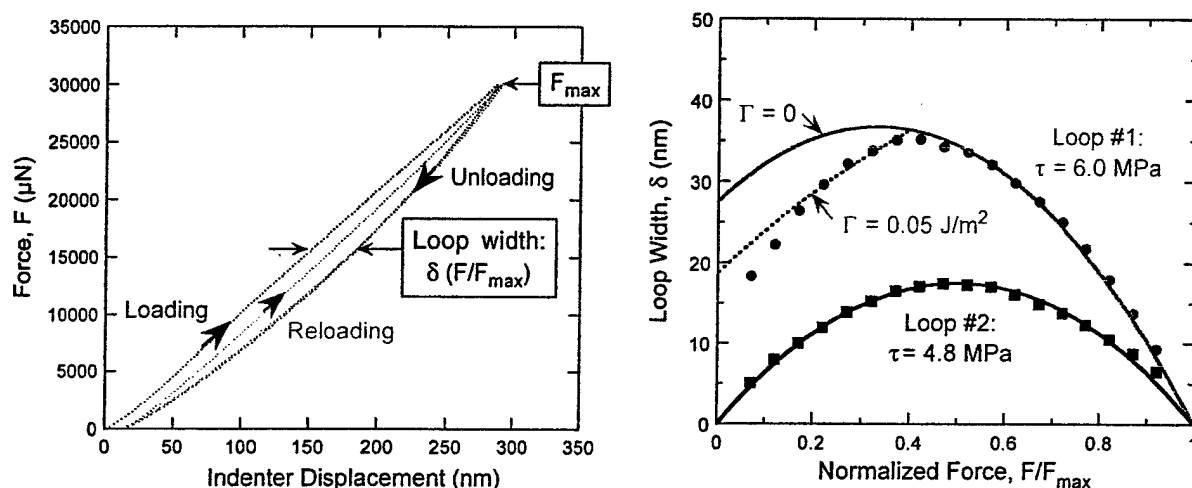 35000
30000
25000
20000
15000
10000
5000
0
Force, F (µN)
0 50 100 150 200 250 300 350
Indenter Displacement (nm)
F_max
Unloading
Loop width:
δ (F/F_max)
Loading
Reloading
50
40
30
20
10
0
Loop Width, δ (nm)
0 0.2 0.4 0.6 0.8 1
Normalized Force, F/F_max
Γ = 0
Loop #1:
τ = 6.0 MPa
Γ = 0.05 J/m²
Loop #2:
τ = 4.8 MPa